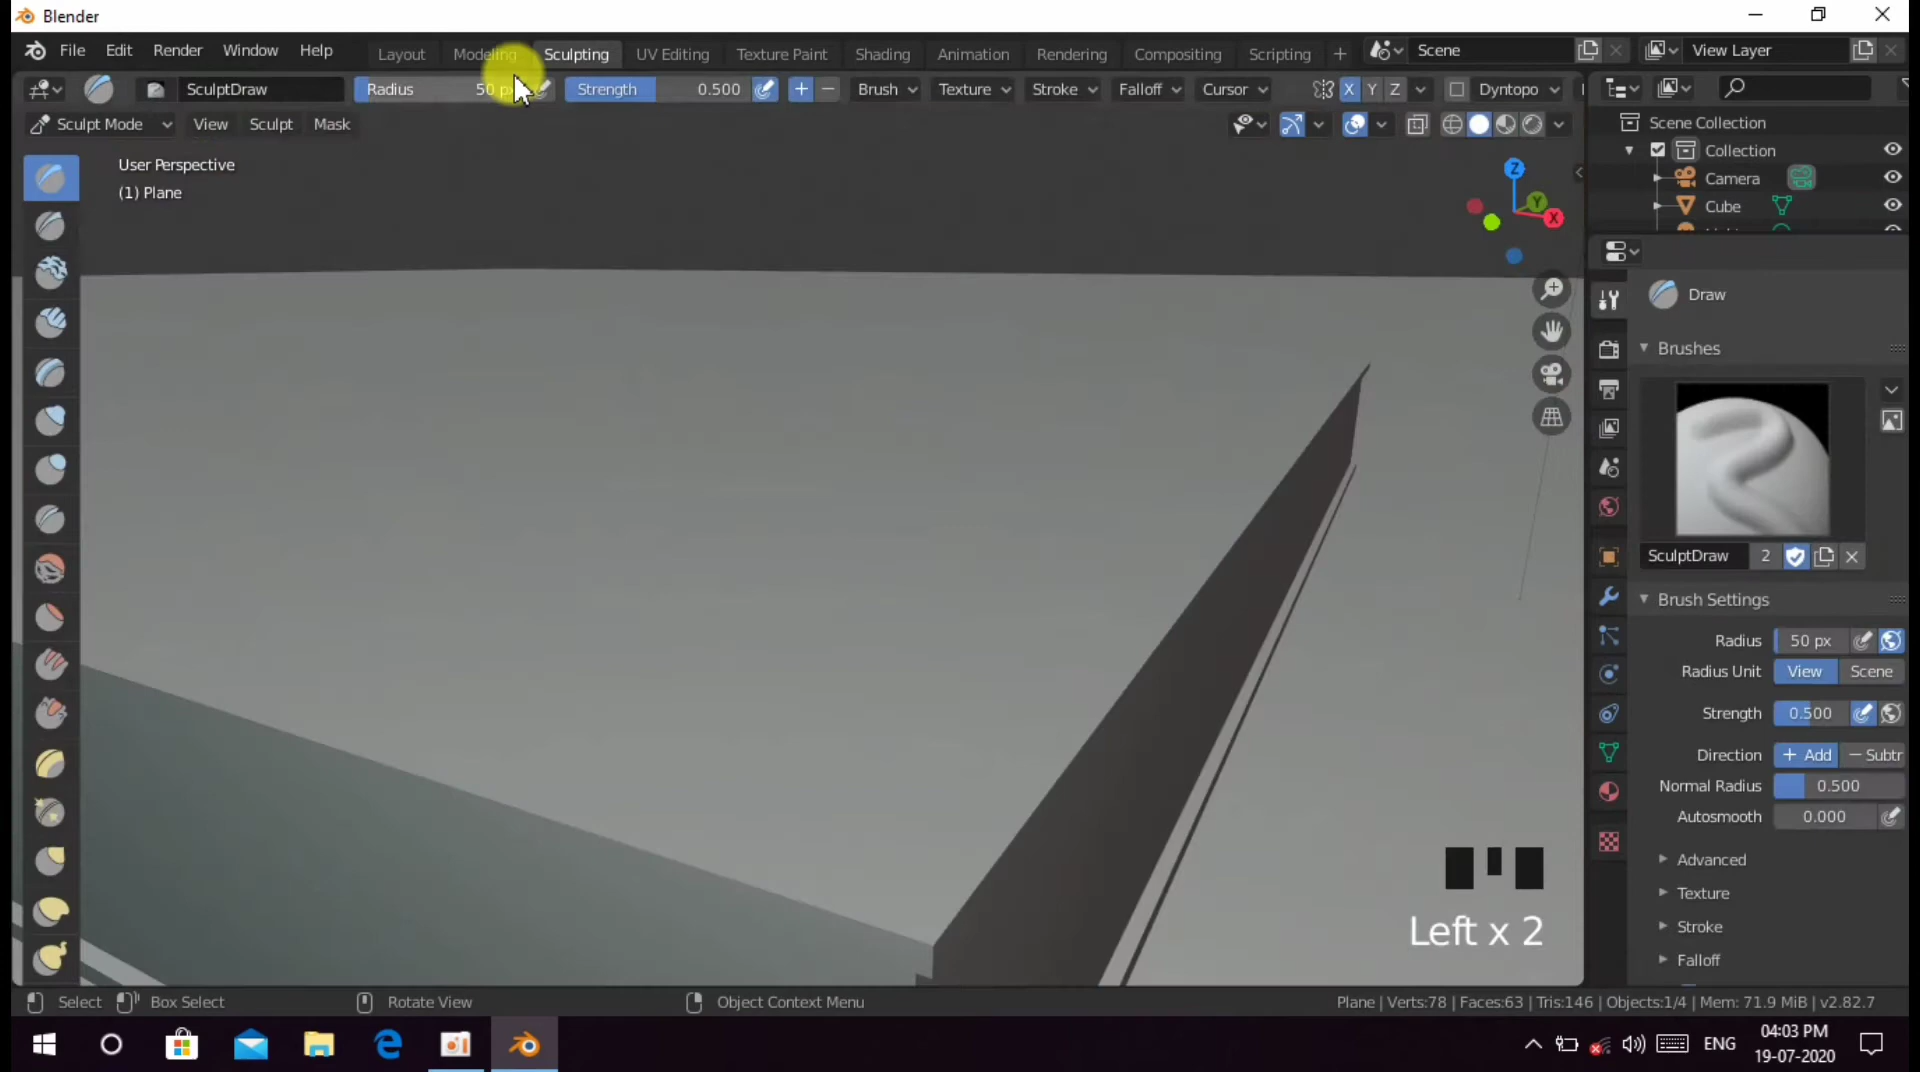 Blender
File Edit Render Window Help Layout Modeling Sculpting UV Editing Texture Paint Shading Animation Rendering Compositing Scripting + Scene View Layer
SculptDraw Radius 50 px Strength 0.500 + − Brush Texture Stroke Falloff Cursor X Y Z Dyntopo
Sculpt Mode View Sculpt Mask
User Perspective
(1) Plane
Z
Y
X
Scene Collection
Collection
Camera
Cube
Draw
Brushes
SculptDraw 2
Brush Settings
Radius 50 px
Radius Unit View Scene
Strength 0.500
Direction + Add − Subtr
Normal Radius 0.500
Autosmooth 0.000
Advanced
Texture
Stroke
Falloff
Left x 2
Select Box Select Rotate View Object Context Menu Plane | Verts:78 | Faces:63 | Tris:146 | Objects:1/4 | Mem: 71.9 MiB | v2.82.7
ENG
04:03 PM
19-07-2020